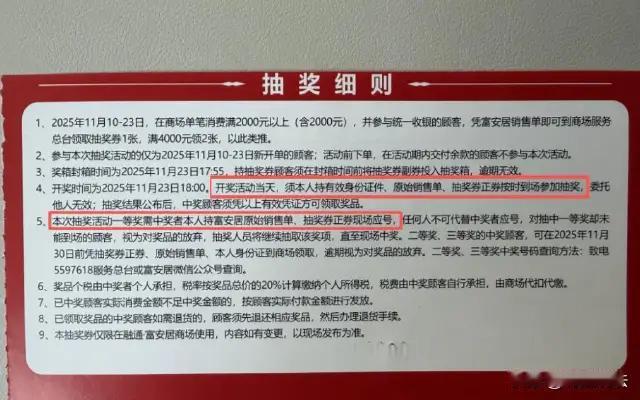 抽奖细则
1、2025年11月10-23日，在商场单笔消费满2000元以上（含2000元），并参与统一收银的顾客，凭富安居销售单即可到商场服务
总台领取抽奖券1张，满4000元领2张，以此类推。
2、参与本次抽奖活动的仅为2025年11月10-23日新开单的顾客；活动前下单，在活动期内交付余款的顾客不参与本次活动。
3、奖箱封箱时间为2025年11月23日17:55，持抽奖券顾客须在封箱时间前将抽奖券副券投入抽奖箱，逾期无效。
4、开奖时间为2025年11月23日18:00。开奖活动当天，须本人持有效身份证件、原始销售单、抽奖券正券按时到场参加抽奖，委托
他人无效；抽奖结果公布后，中奖顾客须凭以上有效凭证方可领取奖品。
5、本次抽奖活动一等奖需中奖者本人持富安居原始销售单、抽奖券正券现场应号，任何人不可代替中奖者应号，对抽中一等奖却未
能到场的顾客，视为对奖品的放弃，抽奖人员将继续抽取该奖项，直至现场中奖。二等奖、三等奖的中奖顾客，可在2025年11月
30日前凭抽奖券正券、原始销售单、本人身份证到商场领取，逾期视为对奖品的放弃。二等奖、三等奖中奖号码查询方法：致电
5597618服务总台或富安居微信公众号查询。
6、奖品个税由中奖者个人承担，税率按奖品总价的20%计算缴纳个人所得税，税费由中奖顾客自行承担，由商场代扣代缴。
7、已中奖顾客实际消费金额不足中奖金额的，按顾客实际付款金额进行发放。
8、已领取奖品的中奖顾客如需退货的，顾客须先退还相应奖品，然后办理退货手续。
9、本抽奖券仅限在融通·富安居商场使用，内容如有变更，以现场发布为准。